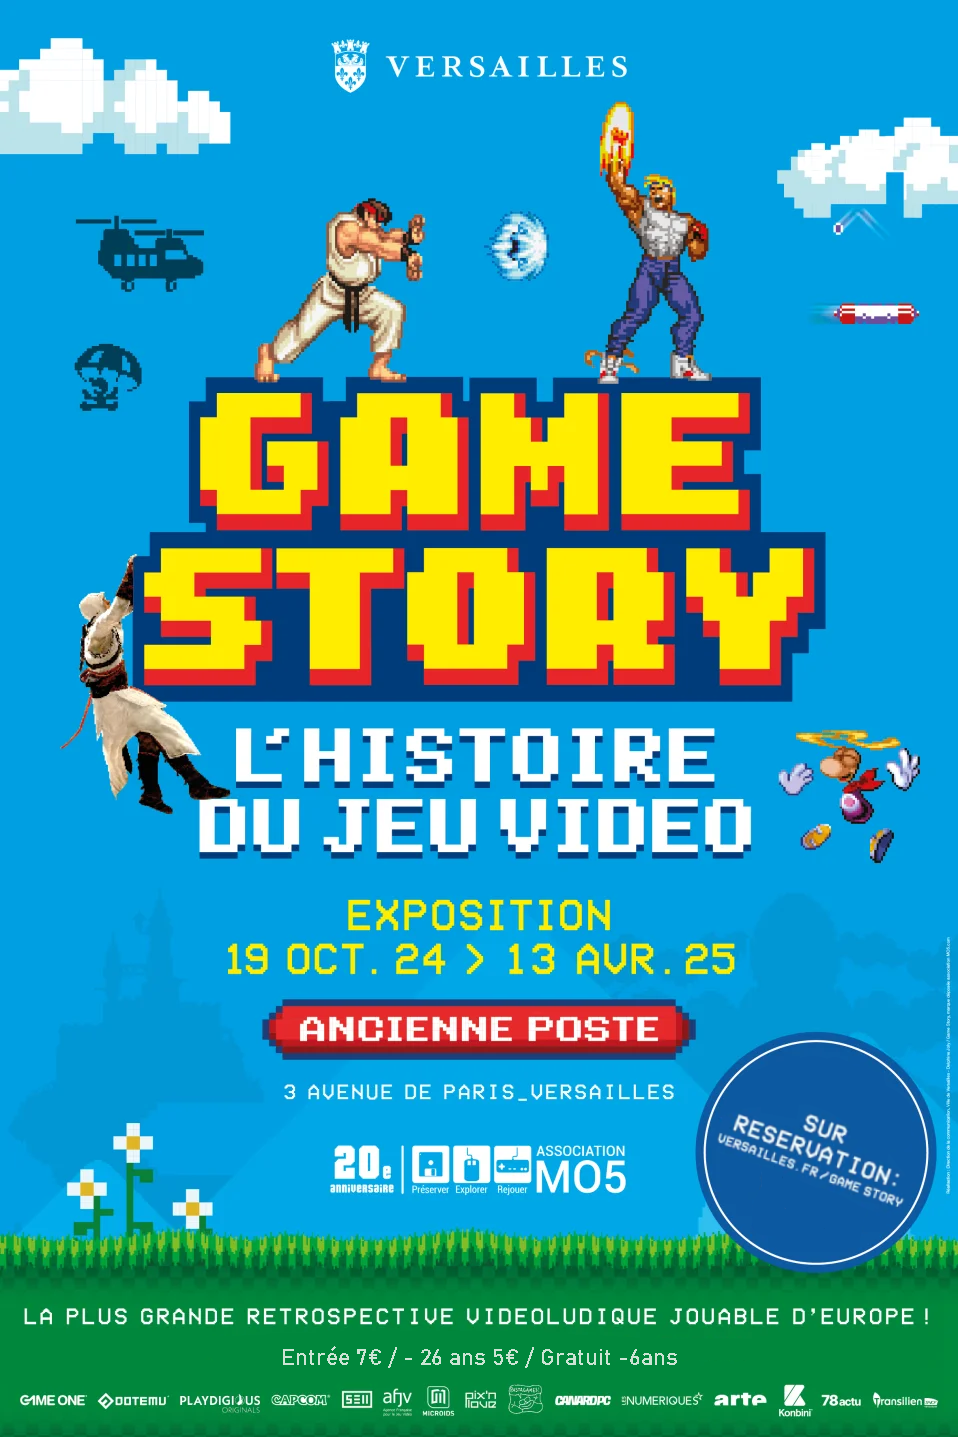 VERSAILLES
GAME
STORY
L'HISTOIRE
DU JEU VIDEO
EXPOSITION
19 OCT. 24 > 13 AVR. 25
ANCIENNE POSTE
3 AVENUE DE PARIS_VERSAILLES
20e
anniversaire
Préserver Explorer Rejouer
ASSOCIATION
MO5
SUR
RESERVATION:
VERSAILLES.FR/GAME STORY
LA PLUS GRANDE RETROSPECTIVE VIDEOLUDIQUE JOUABLE D'EUROPE !
Entrée 7€ / - 26 ans 5€ / Gratuit -6ans
GAME ONE DOTEMU PLAYDIGIOUS ORIGINALS CAPCOM afjv MICROIDS pix'n love CANARDPC NUMERIQUES arte Konbini 78actu transilien